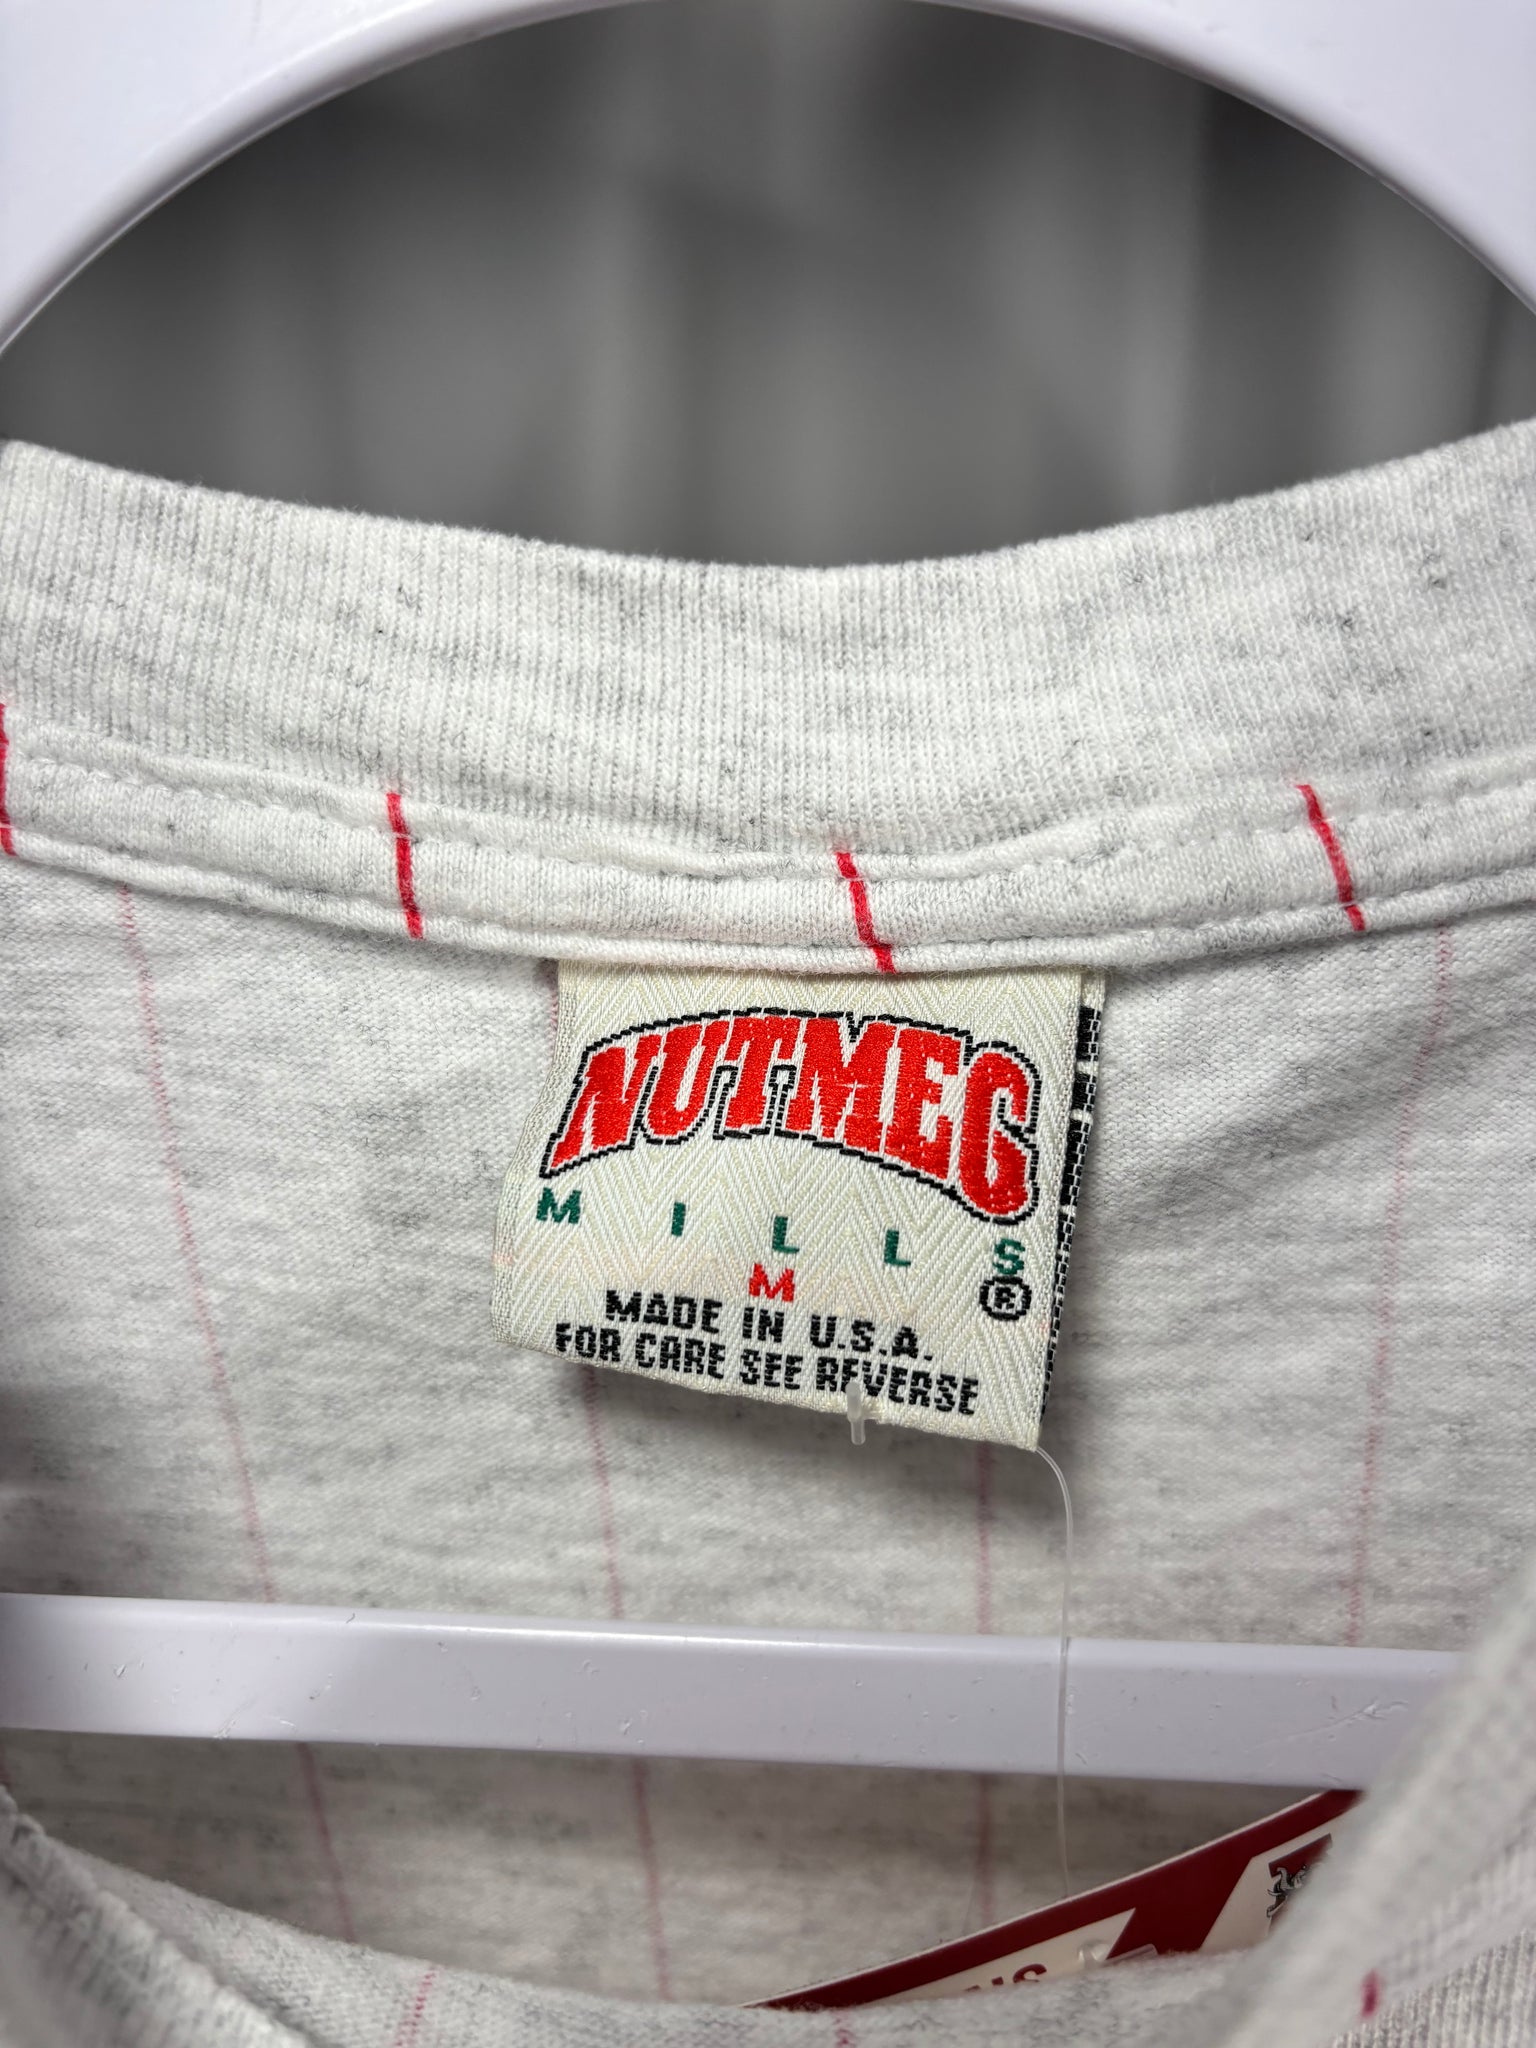 NUTMEG
MILLS
®
M
MADE IN U.S.A.
FOR CARE SEE REVERSE